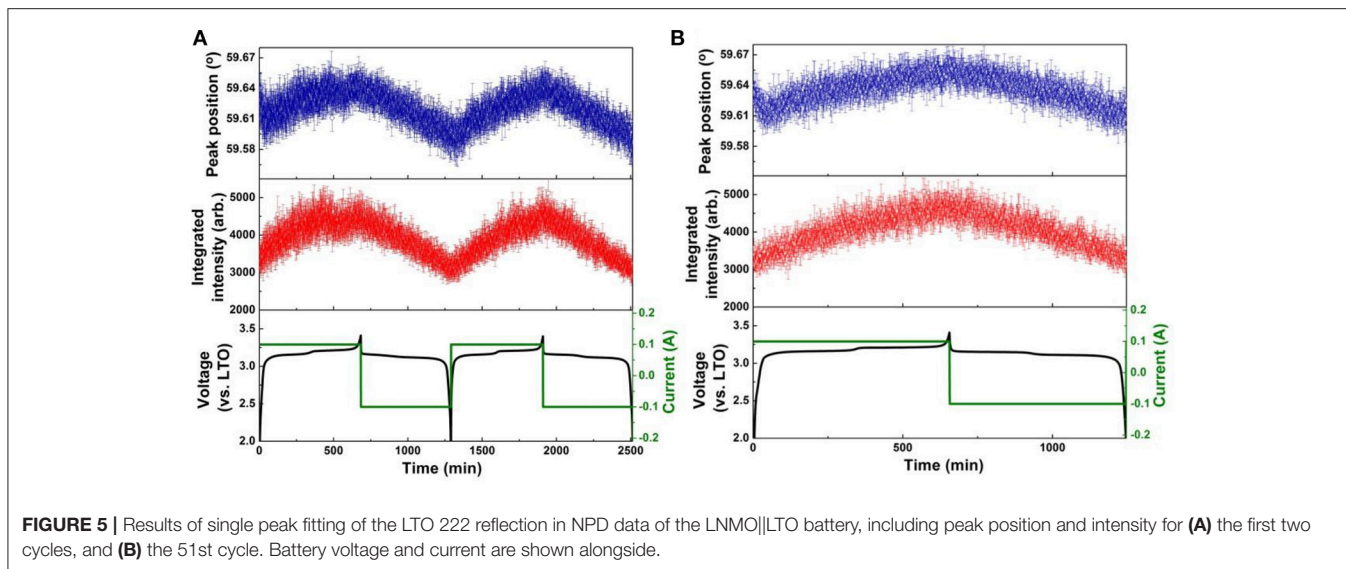 A
B
Peak position (º)
59.67
59.64
59.61
59.58
Integrated
intensity (arb.)
5000
4000
3000
2000
Voltage
(vs. LTO)
3.5
3.0
2.5
2.0
0.2
0.1
0.0
-0.1
-0.2
Current (A)
0 500 1000 1500 2000 2500
Time (min)
Peak position (º)
59.67
59.64
59.61
59.58
Integrated
intensity (arb.)
5000
4000
3000
2000
Voltage
(vs. LTO)
3.5
3.0
2.5
2.0
0.2
0.1
0.0
-0.1
-0.2
Current (A)
0 500 1000
Time (min)
FIGURE 5 | Results of single peak fitting of the LTO 222 reflection in NPD data of the LNMO||LTO battery, including peak position and intensity for (A) the first two
cycles, and (B) the 51st cycle. Battery voltage and current are shown alongside.